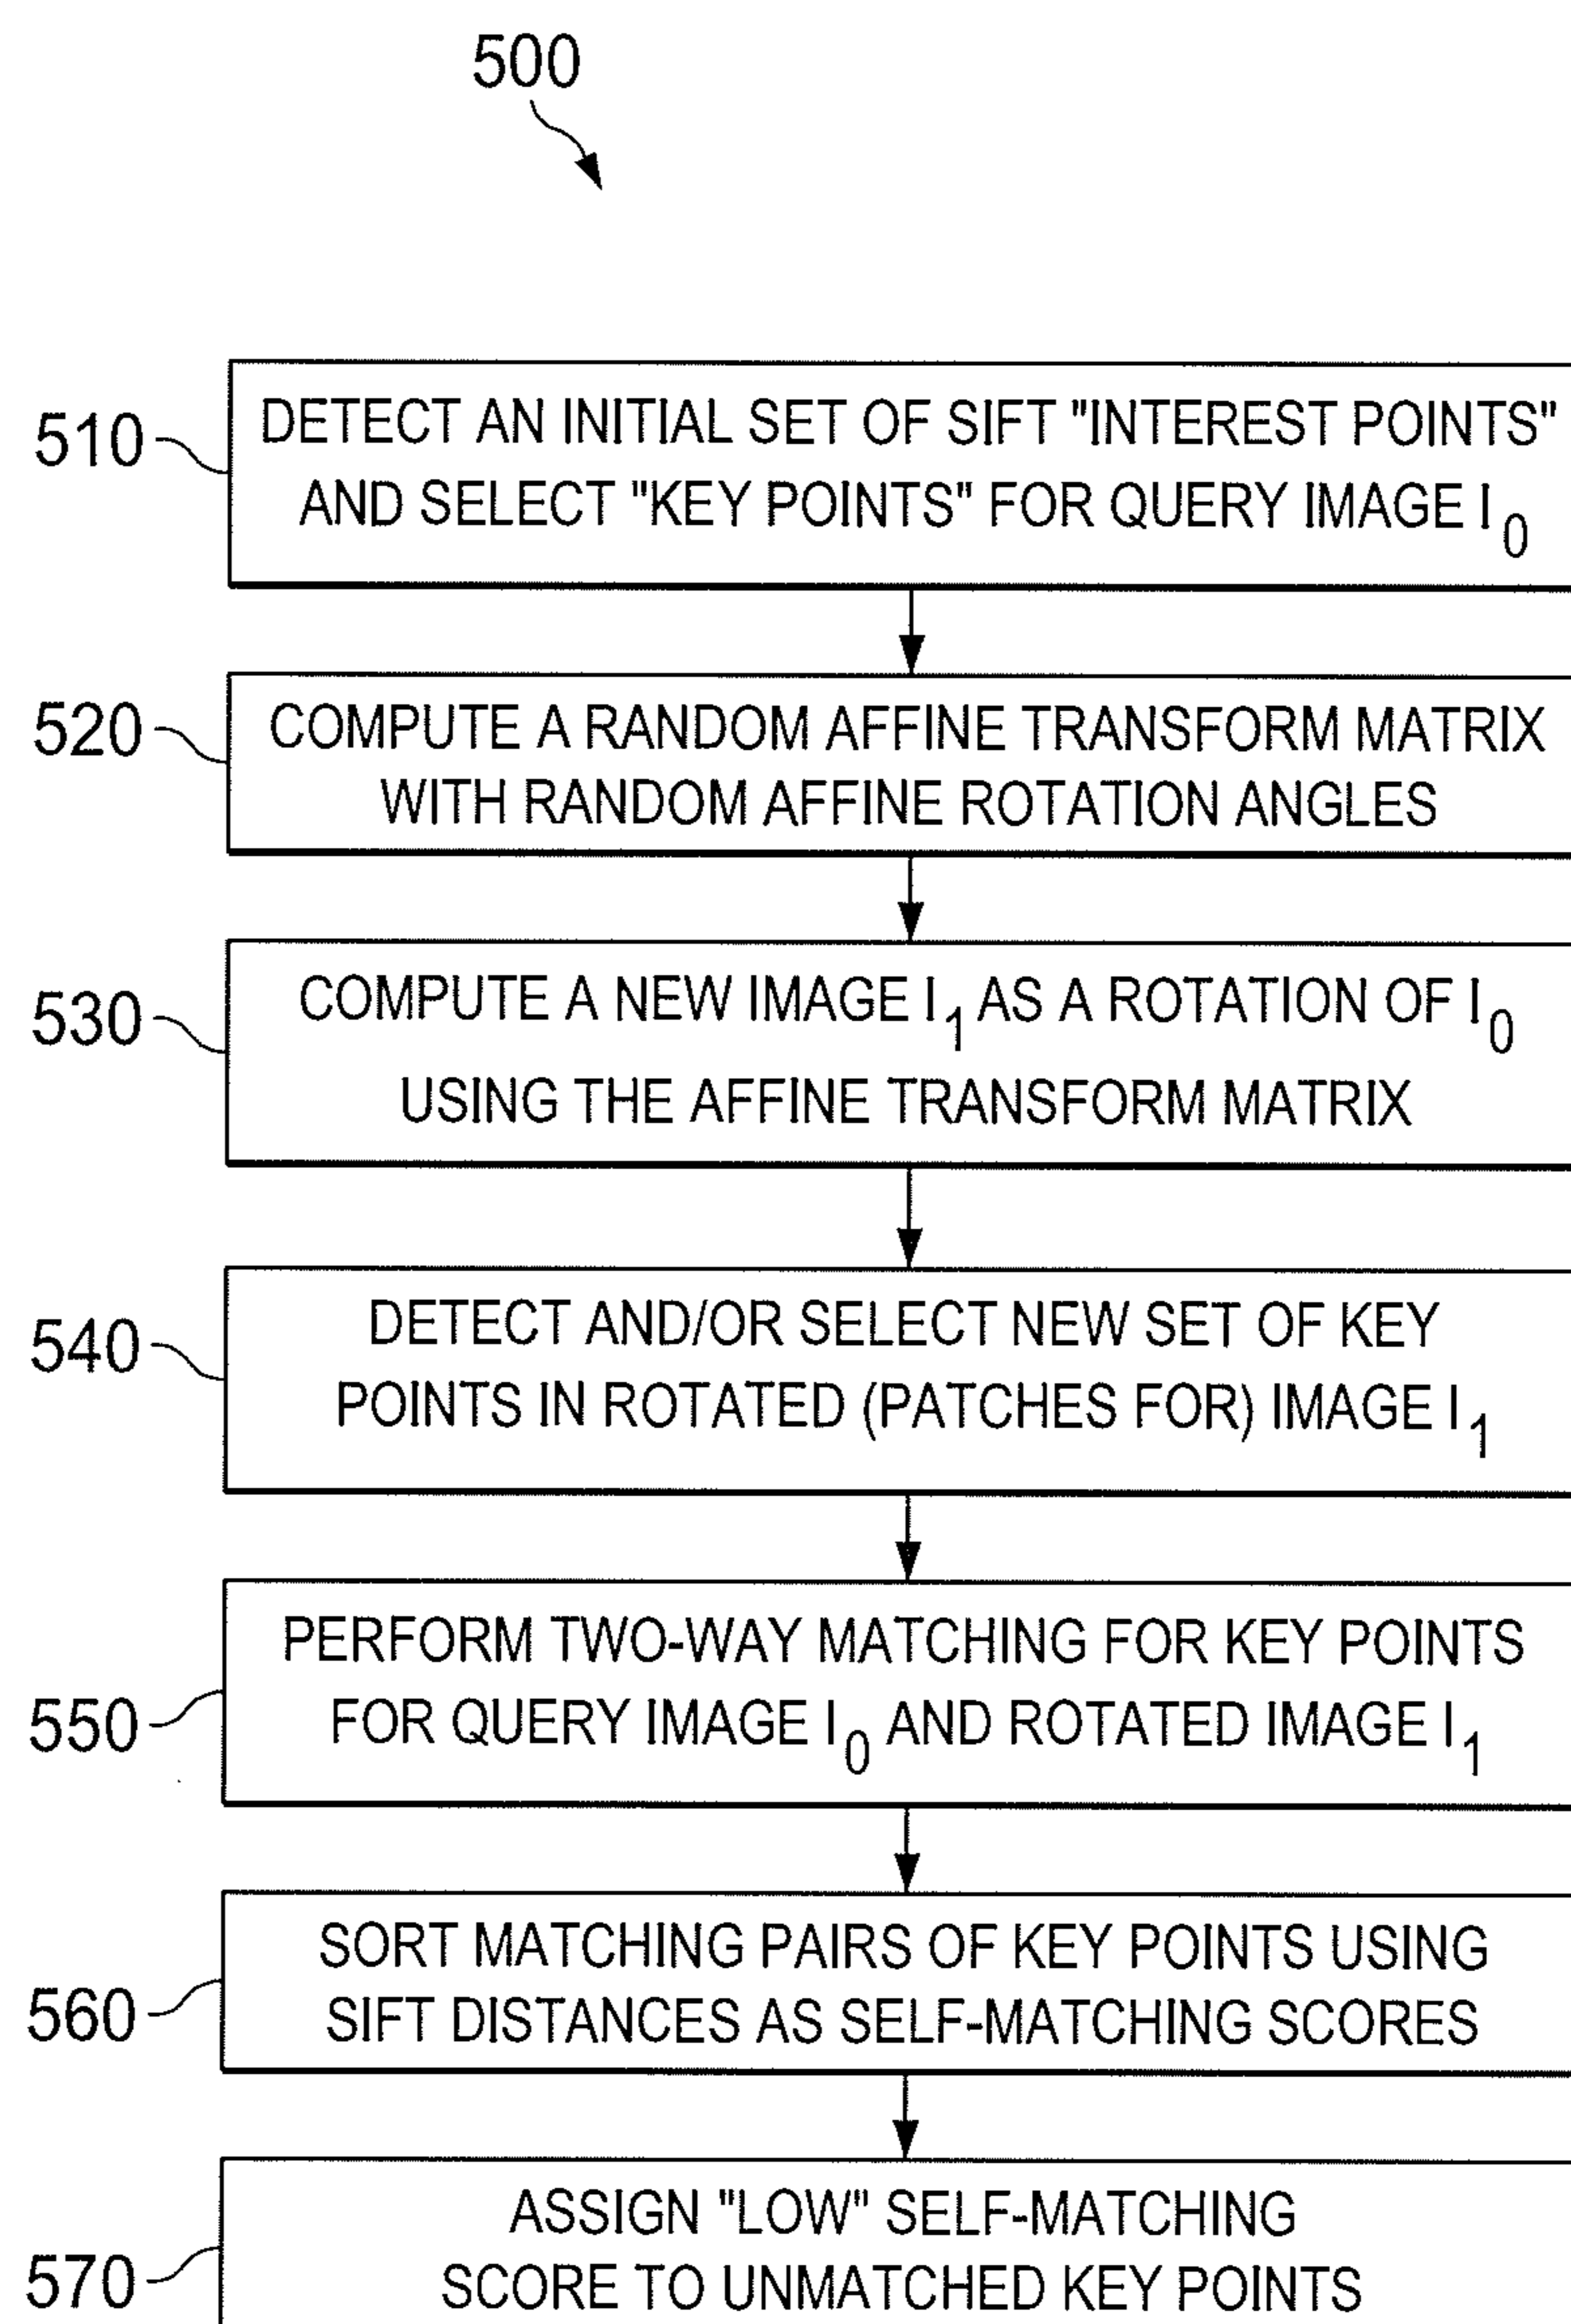 500
510
DETECT AN INITIAL SET OF SIFT "INTEREST POINTS"
AND SELECT "KEY POINTS" FOR QUERY IMAGE I0
520
COMPUTE A RANDOM AFFINE TRANSFORM MATRIX
WITH RANDOM AFFINE ROTATION ANGLES
530
COMPUTE A NEW IMAGE I1 AS A ROTATION OF I0
USING THE AFFINE TRANSFORM MATRIX
540
DETECT AND/OR SELECT NEW SET OF KEY
POINTS IN ROTATED (PATCHES FOR) IMAGE I1
550
PERFORM TWO-WAY MATCHING FOR KEY POINTS
FOR QUERY IMAGE I0 AND ROTATED IMAGE I1
560
SORT MATCHING PAIRS OF KEY POINTS USING
SIFT DISTANCES AS SELF-MATCHING SCORES
570
ASSIGN "LOW" SELF-MATCHING
SCORE TO UNMATCHED KEY POINTS